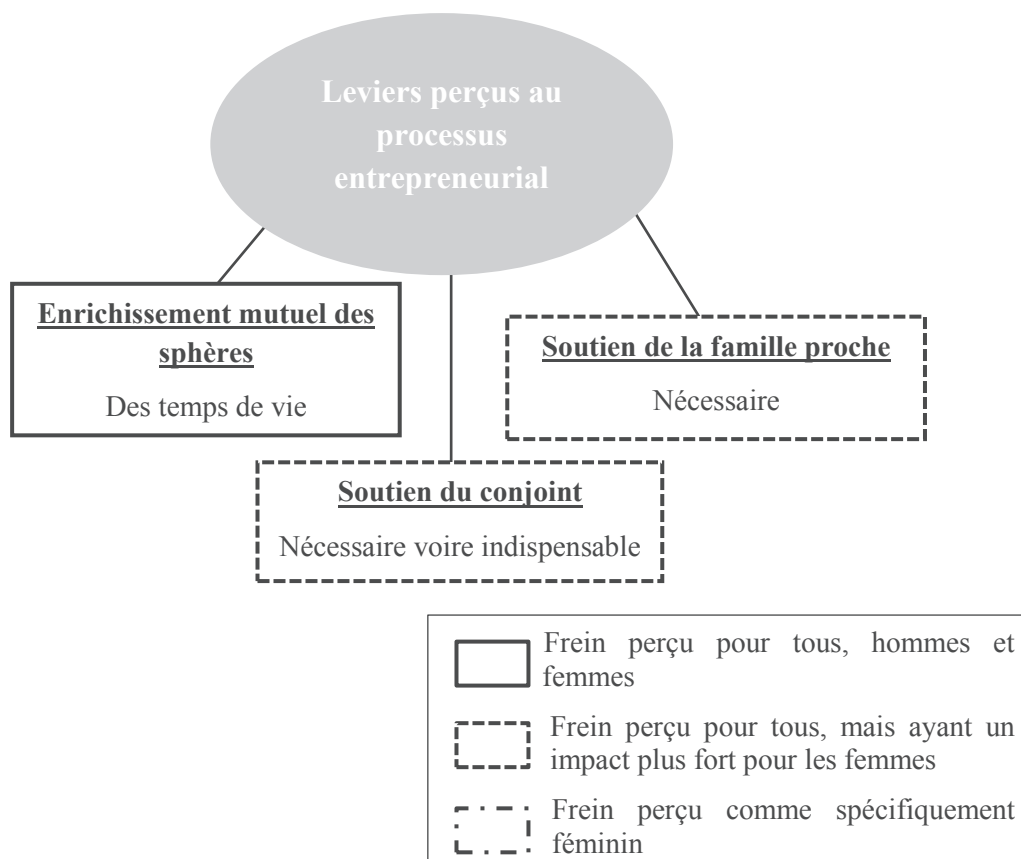 Leviers perçus au
processus
entrepreneurial
Enrichissement mutuel des
sphères
Des temps de vie
Soutien de la famille proche
Nécessaire
Soutien du conjoint
Nécessaire voire indispensable
Frein perçu pour tous, hommes et
femmes
Frein perçu pour tous, mais ayant un
impact plus fort pour les femmes
Frein perçu comme spécifiquement
féminin